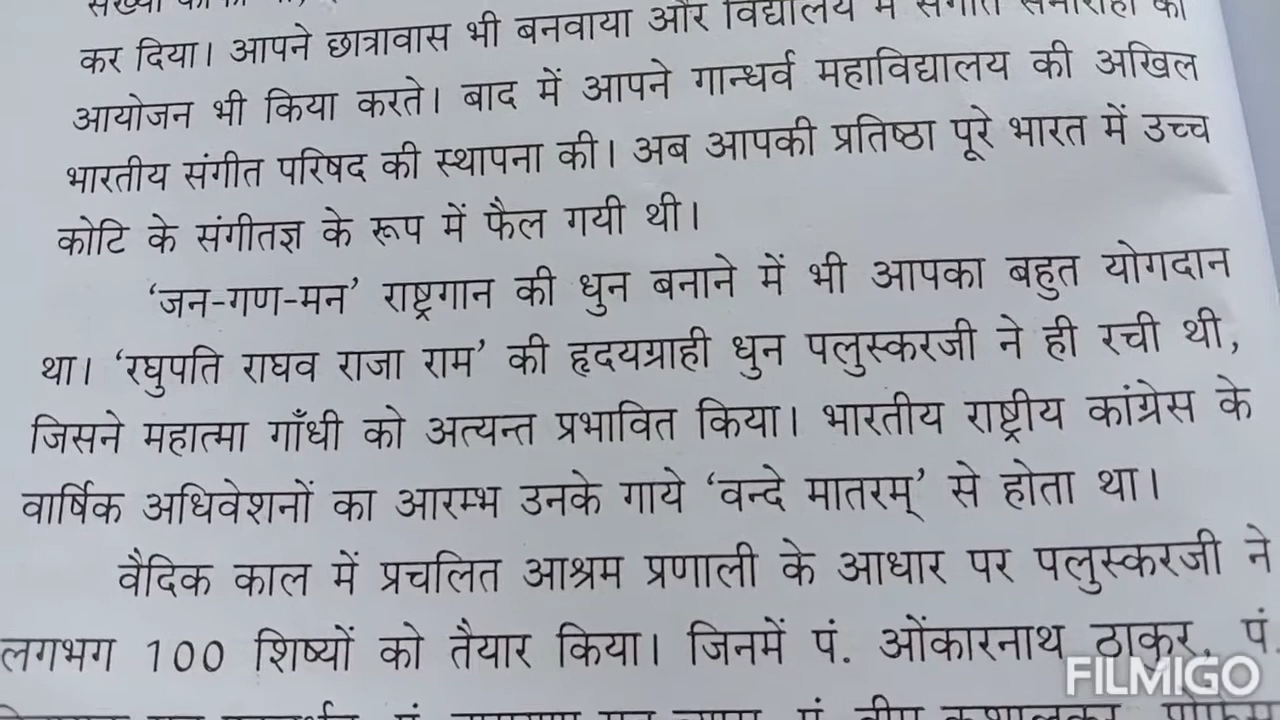 कर दिया। आपने छात्रावास भी बनवाया और विद्यालय में संगीत समारोहों का
आयोजन भी किया करते। बाद में आपने गान्धर्व महाविद्यालय की अखिल
भारतीय संगीत परिषद की स्थापना की। अब आपकी प्रतिष्ठा पूरे भारत में उच्च
कोटि के संगीतज्ञ के रूप में फैल गयी थी।
‘जन-गण-मन’ राष्ट्रगान की धुन बनाने में भी आपका बहुत योगदान
था। ‘रघुपति राघव राजा राम’ की हृदयग्राही धुन पलुस्करजी ने ही रची थी,
जिसने महात्मा गाँधी को अत्यन्त प्रभावित किया। भारतीय राष्ट्रीय कांग्रेस के
वार्षिक अधिवेशनों का आरम्भ उनके गाये ‘वन्दे मातरम्’ से होता था।
वैदिक काल में प्रचलित आश्रम प्रणाली के आधार पर पलुस्करजी ने
लगभग 100 शिष्यों को तैयार किया। जिनमें पं. ओंकारनाथ ठाकुर, पं.
FILMIGO